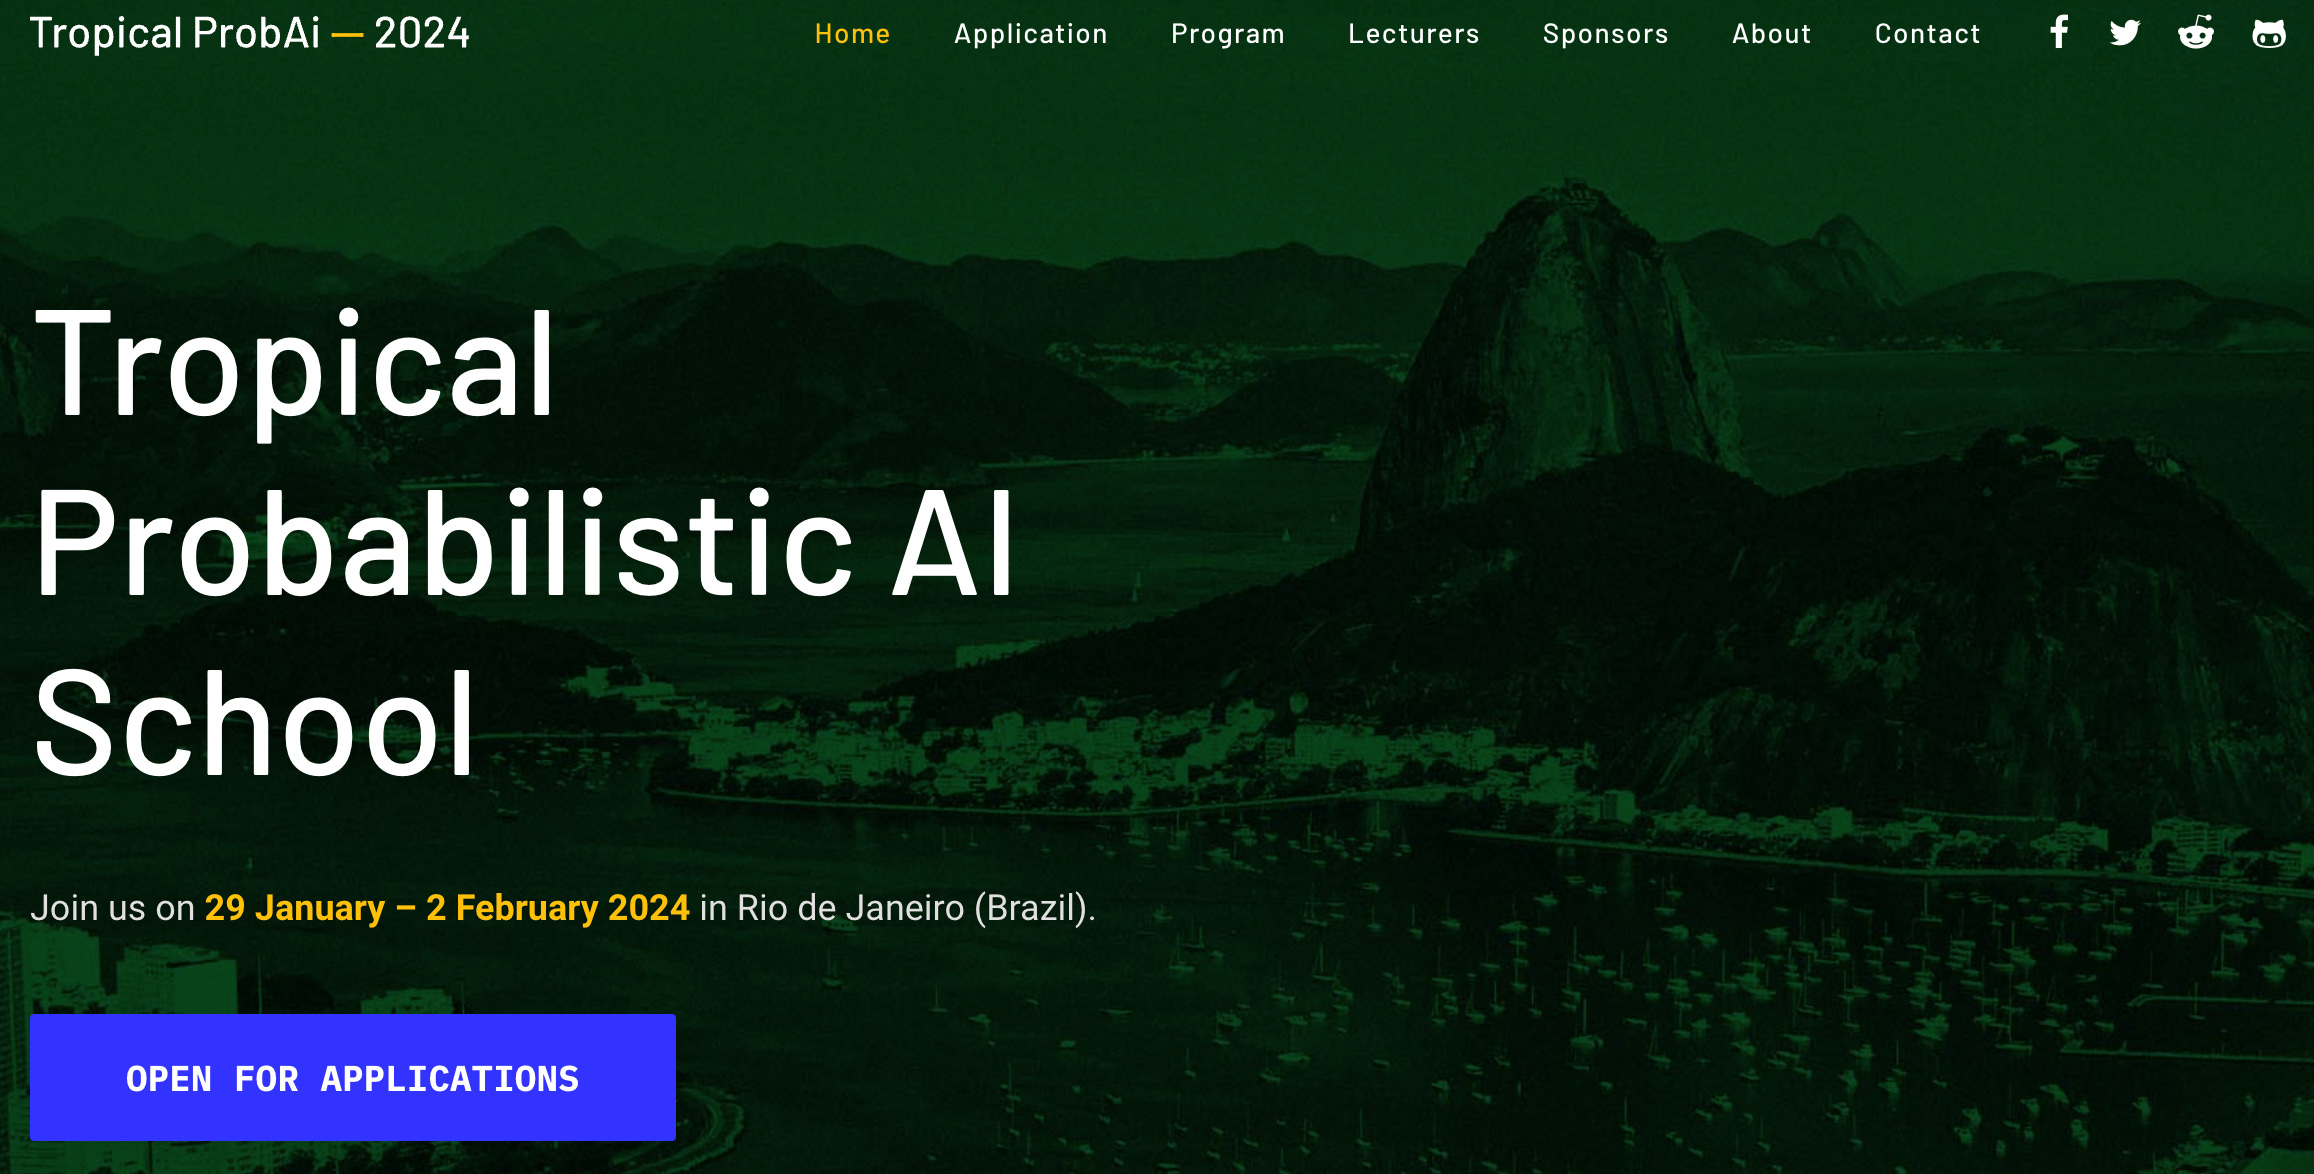 Tropical ProbAi — 2024
Home Application Program Lecturers Sponsors About Contact
Tropical
Probabilistic AI
School
Join us on 29 January – 2 February 2024 in Rio de Janeiro (Brazil).
OPEN FOR APPLICATIONS